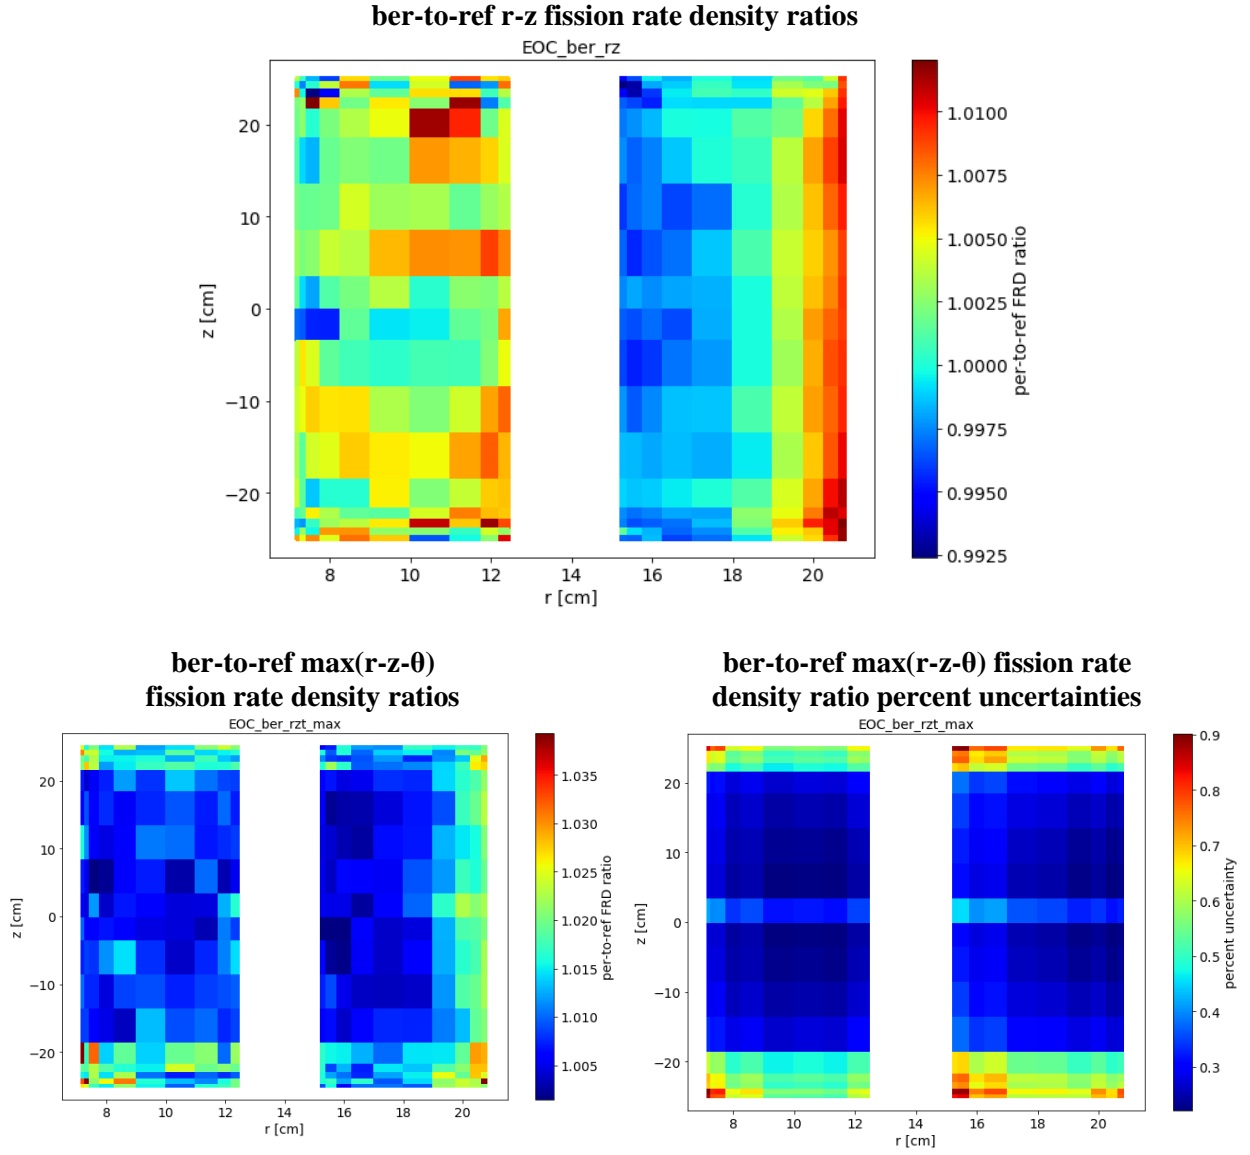 ber-to-ref r-z fission rate density ratios
EOC_ber_rz
20
10
0
−10
−20
z [cm]
8 10 12 14 16 18 20
r [cm]
1.0100
1.0075
1.0050
1.0025
1.0000
0.9975
0.9950
0.9925
per-to-ref FRD ratio
ber-to-ref max(r-z-θ)
fission rate density ratios
EOC_ber_rzt_max
20
10
0
−10
−20
z [cm]
8 10 12 14 16 18 20
r [cm]
1.035
1.030
1.025
1.020
1.015
1.010
1.005
per-to-ref FRD ratio
ber-to-ref max(r-z-θ) fission rate
density ratio percent uncertainties
EOC_ber_rzt_max
20
10
0
−10
−20
z [cm]
8 10 12 14 16 18 20
r [cm]
0.9
0.8
0.7
0.6
0.5
0.4
0.3
percent uncertainty